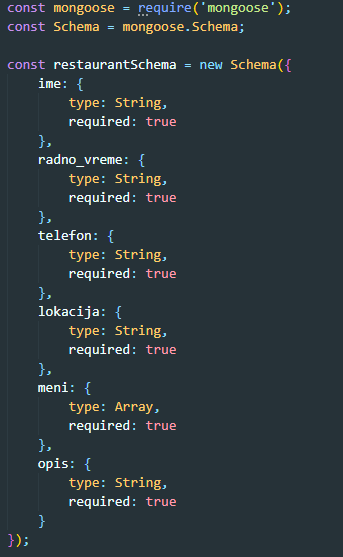 const mongoose = require('mongoose');
const Schema = mongoose.Schema;
const restaurantSchema = new Schema({
    ime: {
        type: String,
        required: true
    },
    radno_vreme: {
        type: String,
        required: true
    },
    telefon: {
        type: String,
        required: true
    },
    lokacija: {
        type: String,
        required: true
    },
    meni: {
        type: Array,
        required: true
    },
    opis: {
        type: String,
        required: true
    }
});